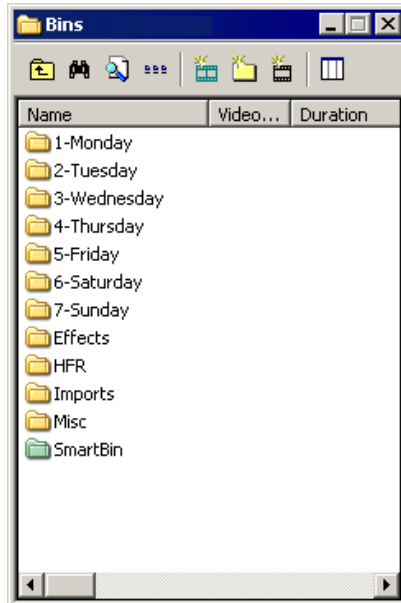 Bins
Name Video... Duration
1-Monday
2-Tuesday
3-Wednesday
4-Thursday
5-Friday
6-Saturday
7-Sunday
Effects
HFR
Imports
Misc
SmartBin